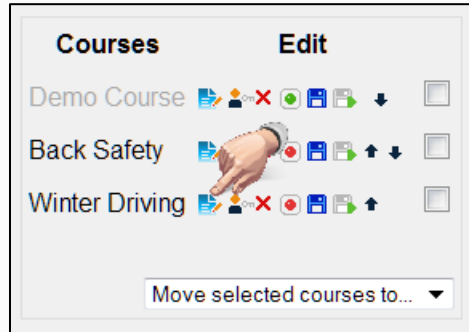 Courses Edit
Demo Course
Back Safety
Winter Driving
Move selected courses to...